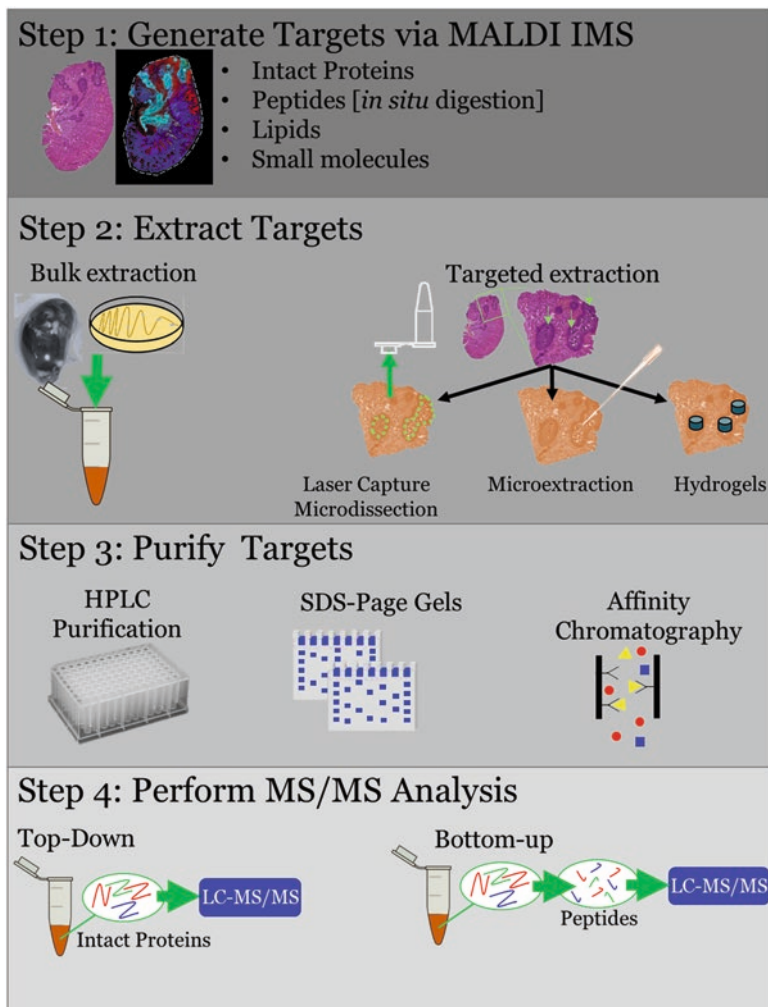 Step 1: Generate Targets via MALDI IMS
• Intact Proteins
• Peptides [in situ digestion]
• Lipids
• Small molecules
Step 2: Extract Targets
Bulk extraction
Targeted extraction
Laser Capture
Microdissection
Microextraction
Hydrogels
Step 3: Purify Targets
HPLC
Purification
SDS-Page Gels
Affinity
Chromatography
Step 4: Perform MS/MS Analysis
Top-Down
LC-MS/MS
Intact Proteins
Bottom-up
LC-MS/MS
Peptides